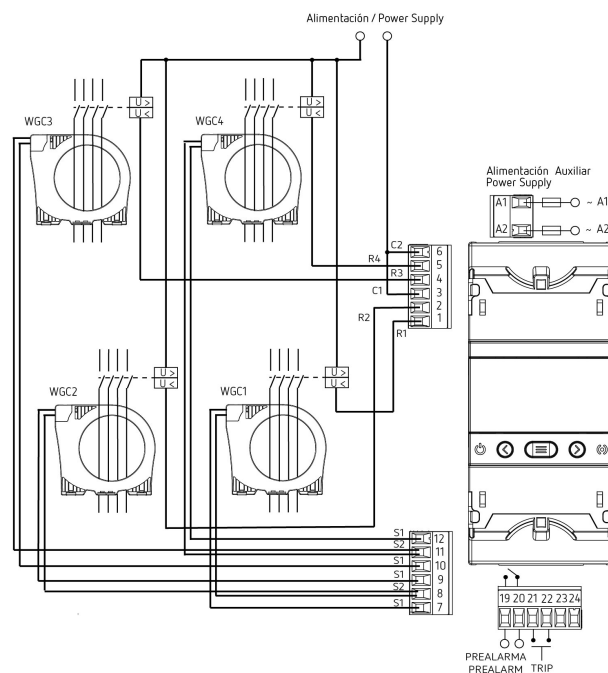 Alimentación / Power Supply
U >
U <
U >
U <
WGC3
WGC4
Alimentación Auxiliar
Power Supply
A1
~ A1
A2
~ A2
C2
6
R4
5
R3
4
C1
3
2
R2
1
R1
U >
U <
U >
U <
WGC2
WGC1
S1
12
S2
11
S1
10
S1
9
S2
8
S1
7
19 20 21 22 23 24
PREALARMA
PREALARM
TRIP